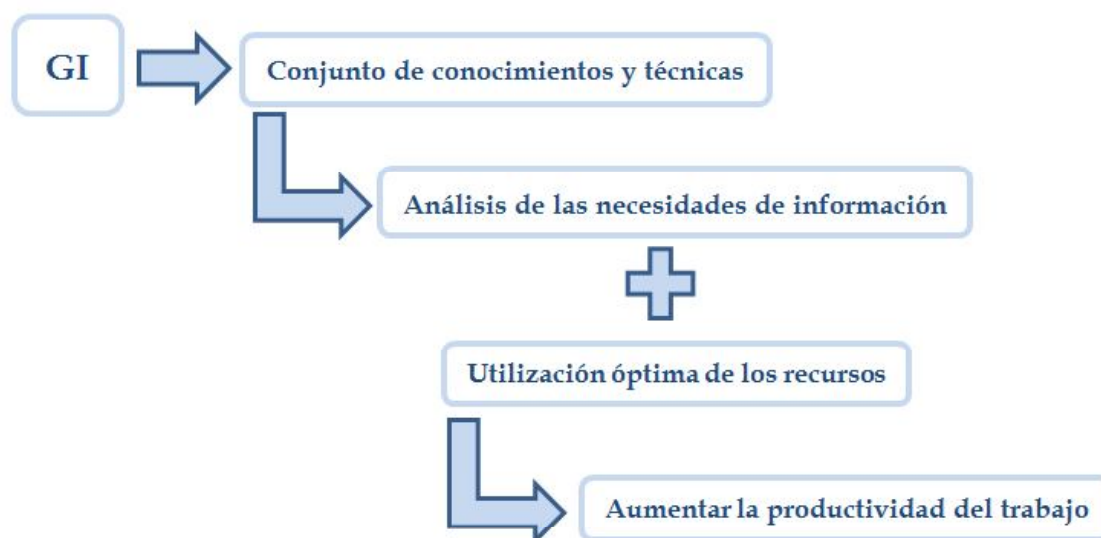 GI
Conjunto de conocimientos y técnicas
Análisis de las necesidades de información
Utilización óptima de los recursos
Aumentar la productividad del trabajo